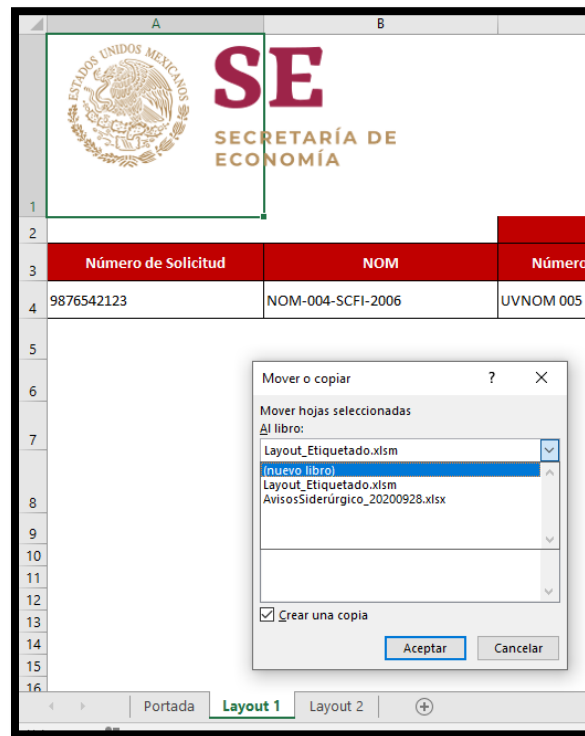 A B
ESTADOS UNIDOS MEXICANOS
SE
SECRETARÍA DE
ECONOMÍA
1
2
3 Número de Solicitud NOM Número
4 9876542123 NOM-004-SCFI-2006 UVNOM 005
5
6
7
8
9
10
11
12
13
14
15
16
Mover o copiar ? X
Mover hojas seleccionadas
Al libro:
Layout_Etiquetado.xlsm
(nuevo libro)
Layout_Etiquetado.xlsm
AvisosSiderúrgico_20200928.xlsx
Crear una copia
Aceptar Cancelar
Portada Layout 1 Layout 2